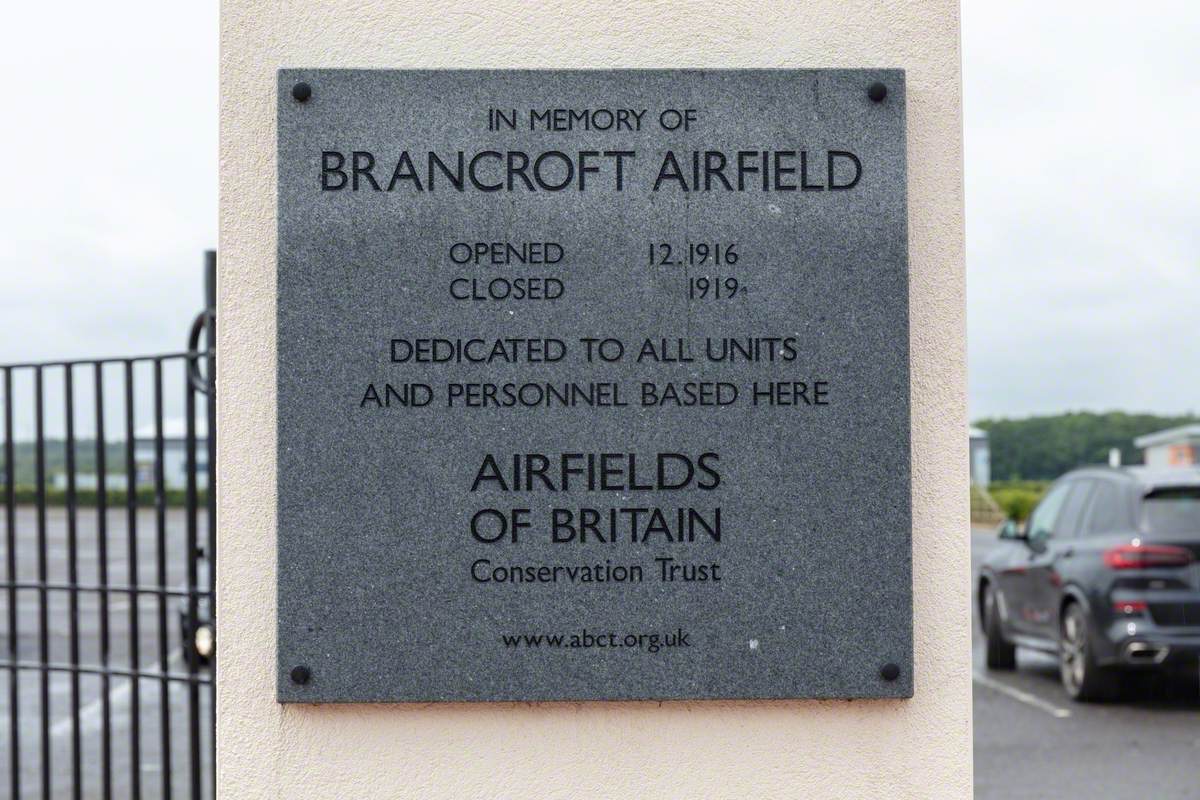 IN MEMORY OF
BRANCROFT AIRFIELD
OPENED 12.1916
CLOSED 1919
DEDICATED TO ALL UNITS
AND PERSONNEL BASED HERE
AIRFIELDS
OF BRITAIN
Conservation Trust
www.abct.org.uk